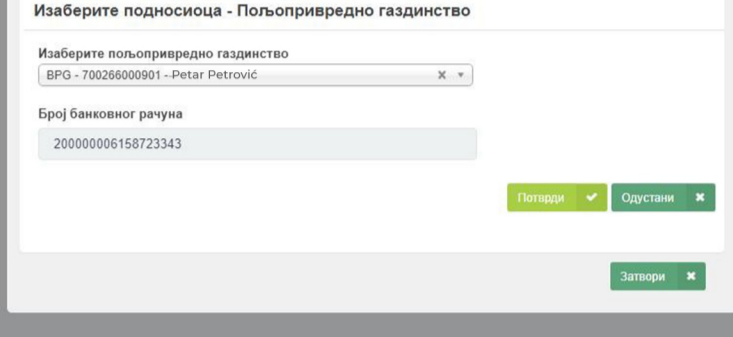 Изаберите подносиоца - Пољопривредно газдинство
Изаберите пољопривредно газдинство
BPG - 700266000901 - Petar Petrović
Број банковног рачуна
200000006158723343
Потврди
Одустани
Затвори